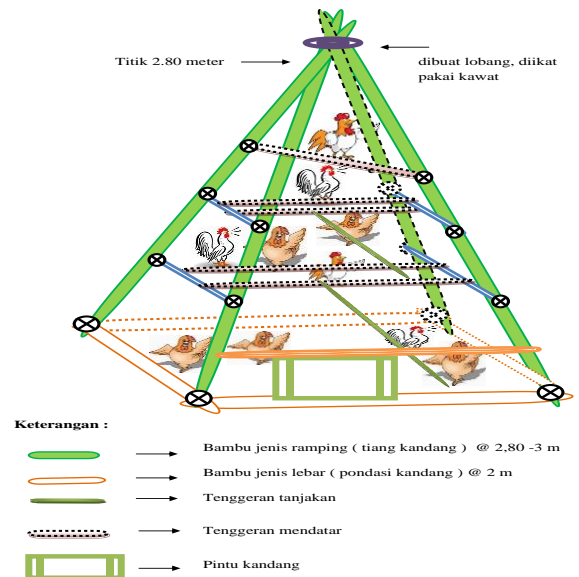 Titik 2.80 meter
dibuat lobang, diikat
pakai kawat
Keterangan :
Bambu jenis ramping ( tiang kandang ) @ 2,80 -3 m
Bambu jenis lebar ( pondasi kandang ) @ 2 m
Tenggeran tanjakan
Tenggeran mendatar
Pintu kandang